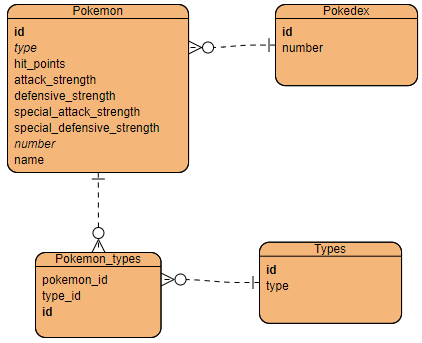 Pokemon
id
type
hit_points
attack_strength
defensive_strength
special_attack_strength
special_defensive_strength
number
name
Pokedex
id
number
Pokemon_types
pokemon_id
type_id
id
Types
id
type